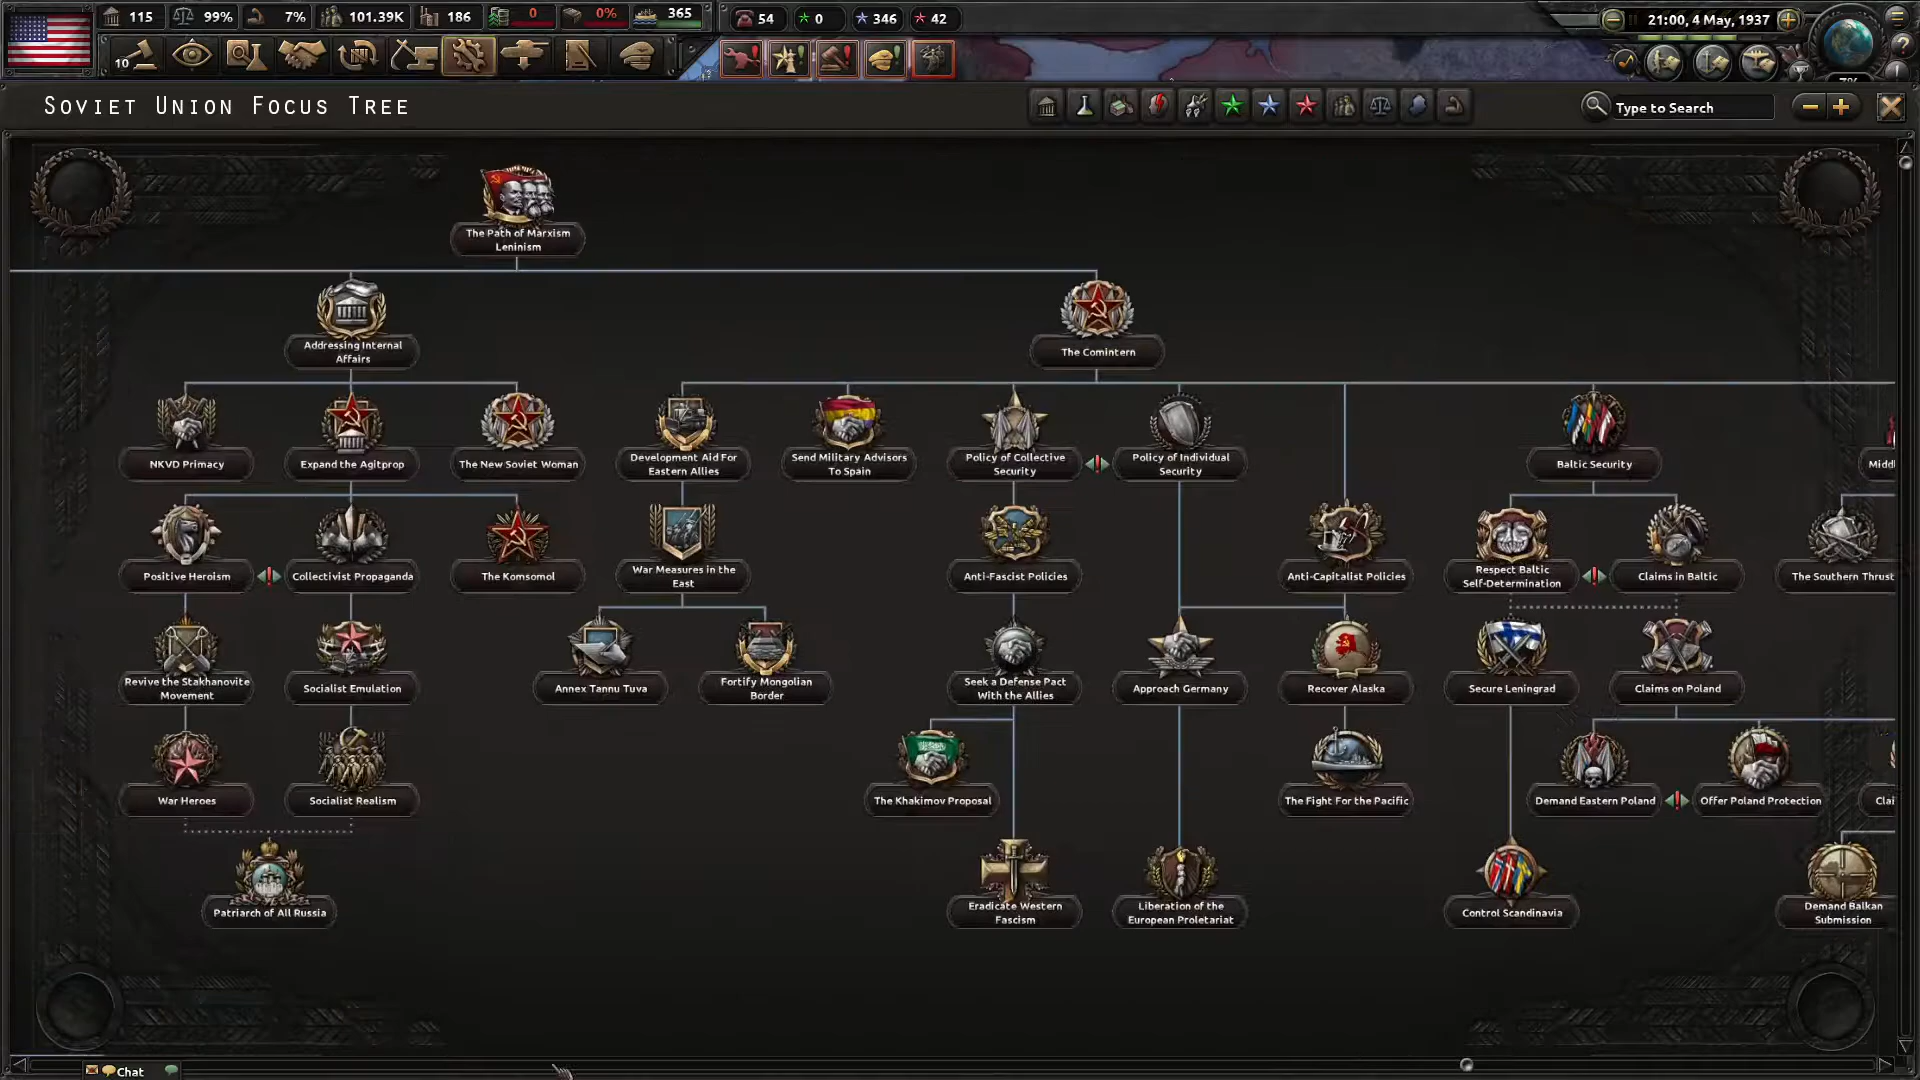 115
99%
7%
101.39K
186
0
0%
365
54
0
346
42
21:00, 4 May, 1937
10
SOVIET UNION FOCUS TREE
Type to Search
The Path of Marxism
Leninism
Addressing Internal
Affairs
The Comintern
NKVD Primacy
Expand the Agitprop
The New Soviet Woman
Development Aid For
Eastern Allies
Send Military Advisors
To Spain
Policy of Collective
Security
Policy of Individual
Security
Baltic Security
Midd
Positive Heroism
Collectivist Propaganda
The Komsomol
War Measures in the
East
Anti-Fascist Policies
Anti-Capitalist Policies
Respect Baltic
Self-Determination
Claims in Baltic
The Southern Thrust
Revive the Stakhanovite
Movement
Socialist Emulation
Annex Tannu Tuva
Fortify Mongolian
Border
Seek a Defense Pact
With the Allies
Approach Germany
Recover Alaska
Secure Leningrad
Claims on Poland
War Heroes
Socialist Realism
The Khakimov Proposal
The Fight For the Pacific
Demand Eastern Poland
Offer Poland Protection
Clai
Patriarch of All Russia
Eradicate Western
Fascism
Liberation of the
European Proletariat
Control Scandinavia
Demand Balkan
Submission
Chat